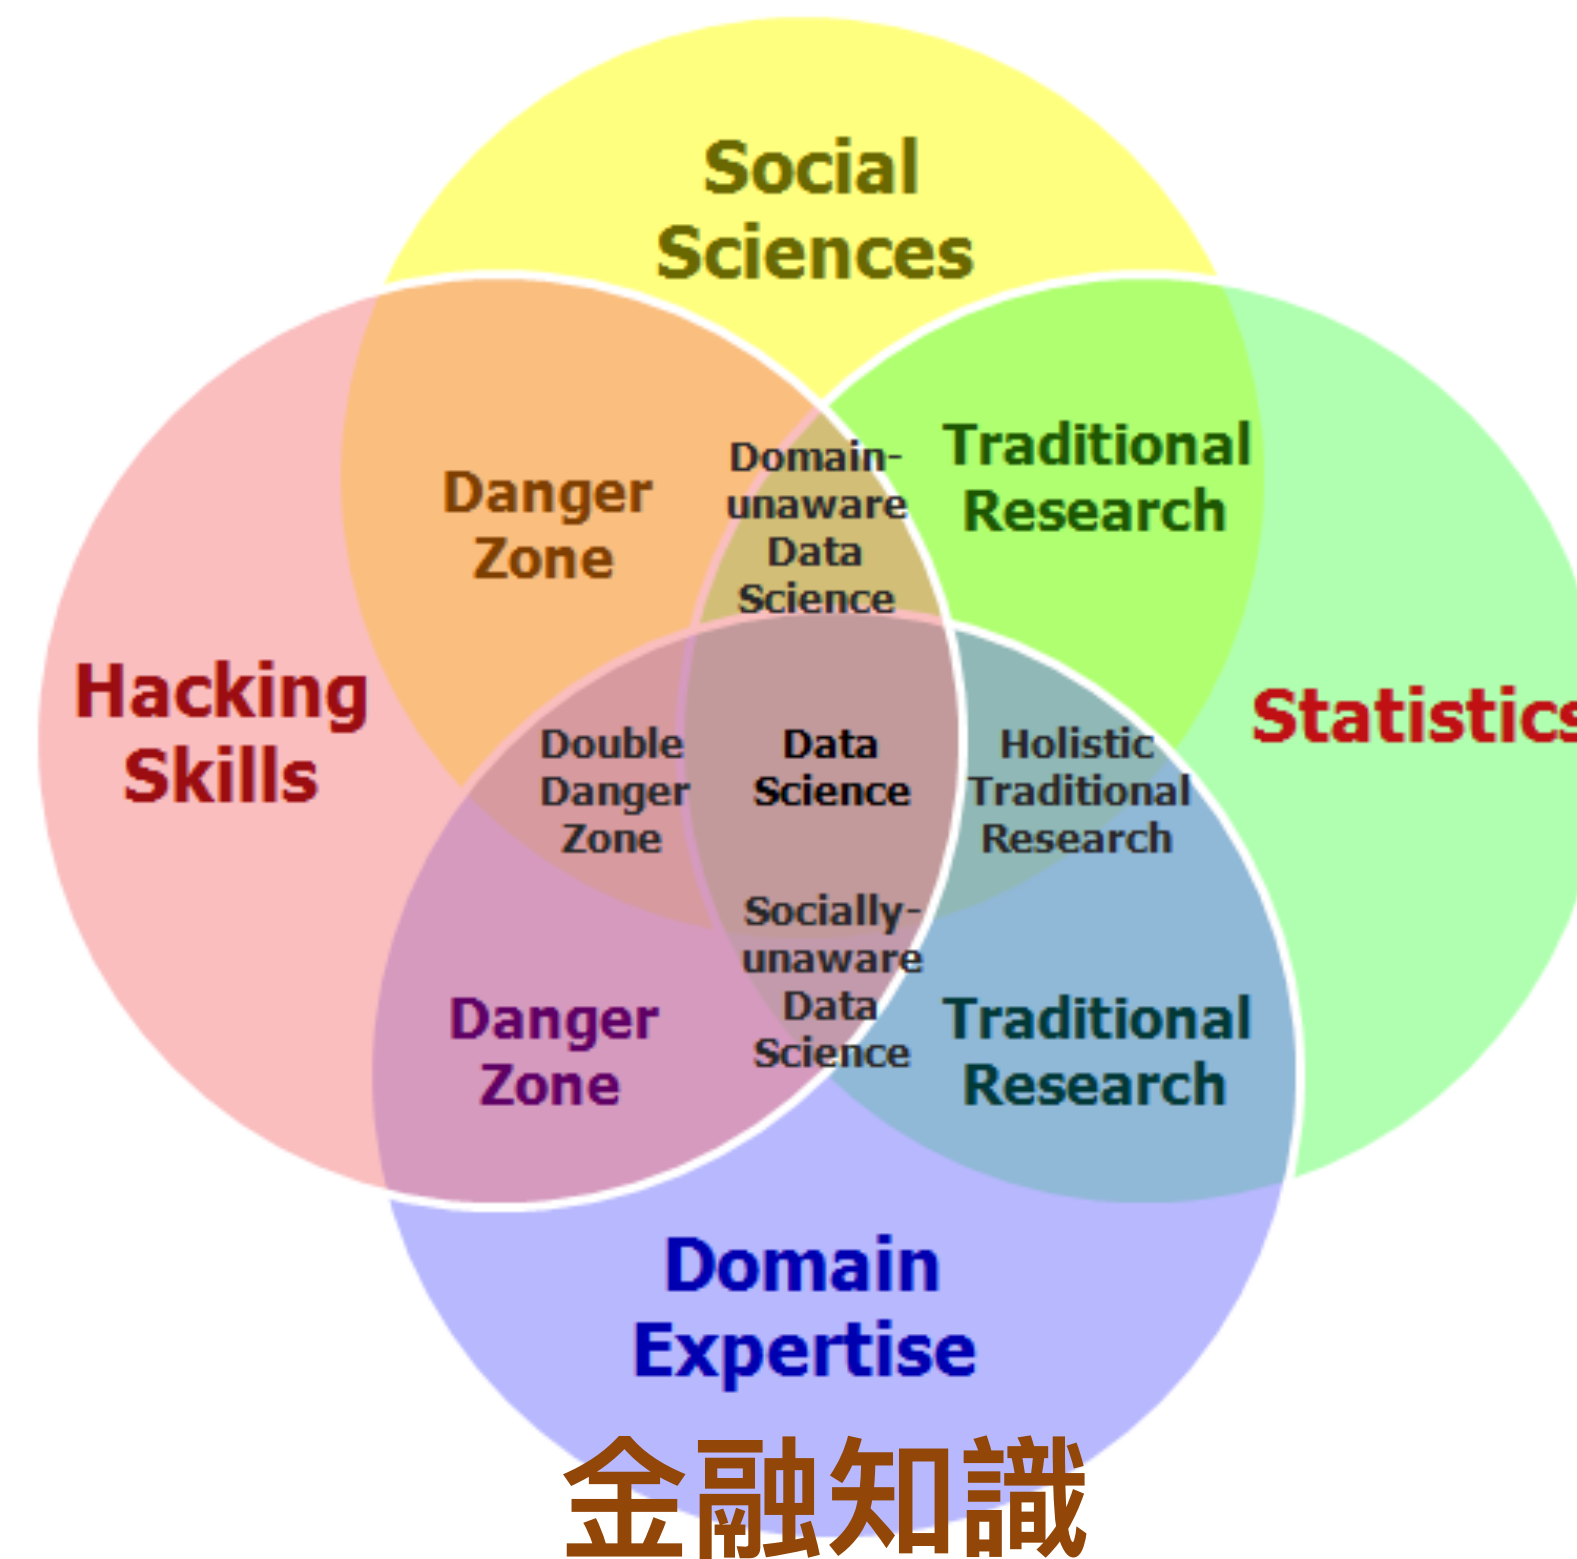 Social
Sciences
Danger
Zone
Domain-
unaware
Data
Science
Traditional
Research
Hacking
Skills
Double
Danger
Zone
Data
Science
Holistic
Traditional
Research
Statistics
Danger
Zone
Socially-
unaware
Data
Science
Traditional
Research
Domain
Expertise
金融知識